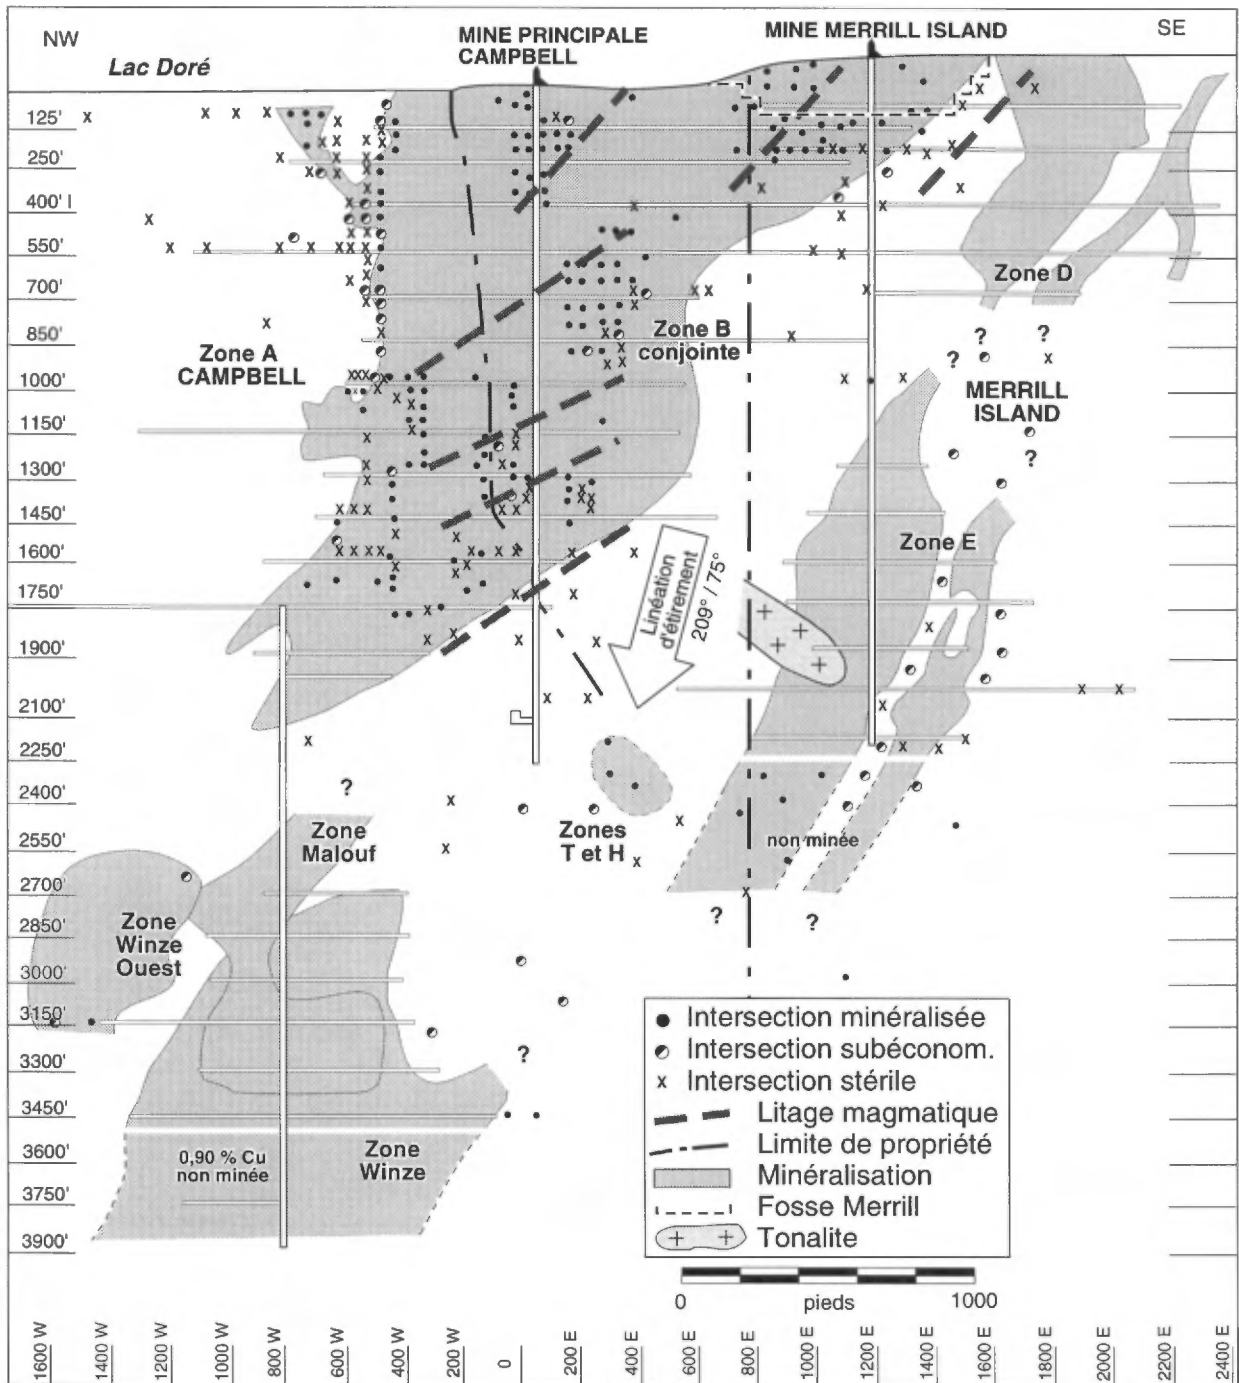 NW
MINE PRINCIPALE
CAMPBELL
MINE MERRILL ISLAND
SE
Lac Doré
125'
250'
400' I
550'
700'
850'
1000'
1150'
1300'
1450'
1600'
1750'
1900'
2100'
2250'
2400'
2550'
2700'
2850'
3000'
3150'
3300'
3450'
3600'
3750'
3900'
Zone A
CAMPBELL
Zone B
conjointe
Zone D
? ?
?
MERRILL
ISLAND
?
Zone E
Linéation
d'étirement
209° / 75°
?
Zone
Malouf
Zones
T et H
non minée
? ?
Zone
Winze
Ouest
?
0,90 % Cu
non minée
Zone
Winze
Intersection minéralisée
Intersection subéconom.
x Intersection stérile
Litage magmatique
Limite de propriété
Minéralisation
Fosse Merrill
Tonalite
0 pieds 1000
1600 W
1400 W
1200 W
1000 W
800 W
600 W
400 W
200 W
0
200 E
400 E
600 E
800 E
1000 E
1200 E
1400 E
1600 E
1800 E
2000 E
2200 E
2400 E